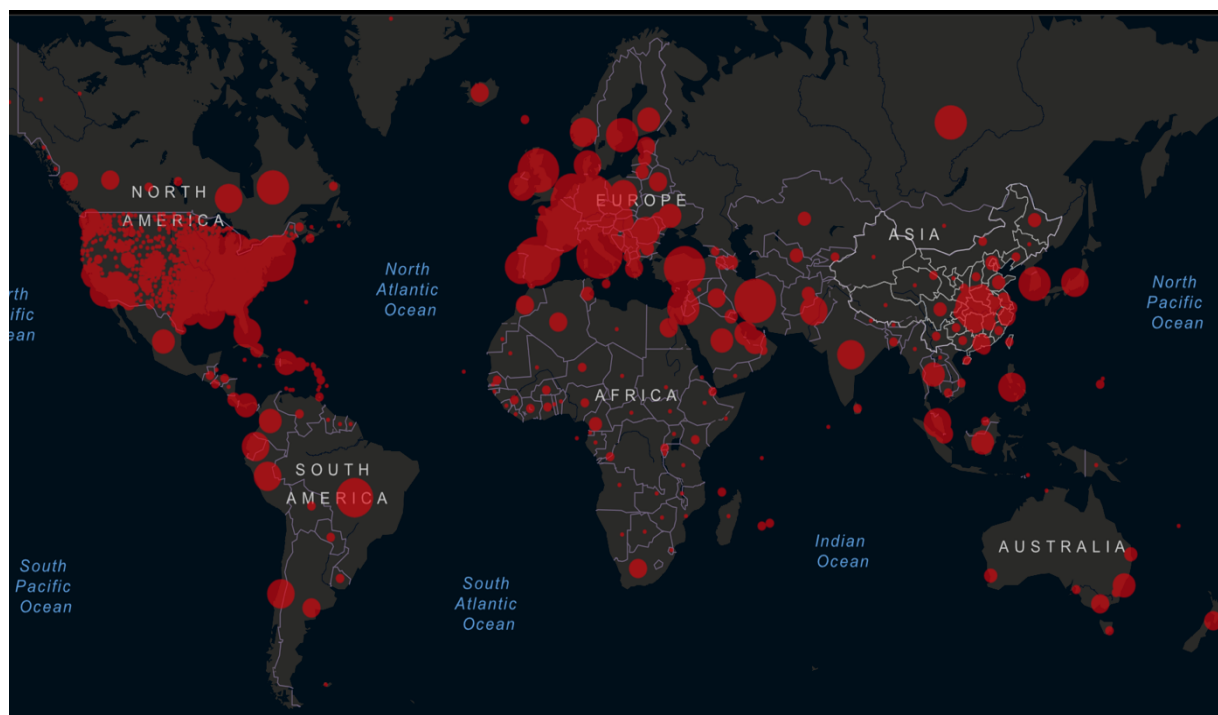 NORTH
AMERICA
EUROPE
ASIA
North
Atlantic
Ocean
North
Pacific
Ocean
AFRICA
SOUTH
AMERICA
Indian
Ocean
AUSTRALIA
South
Pacific
Ocean
South
Atlantic
Ocean
rth
ific
ean